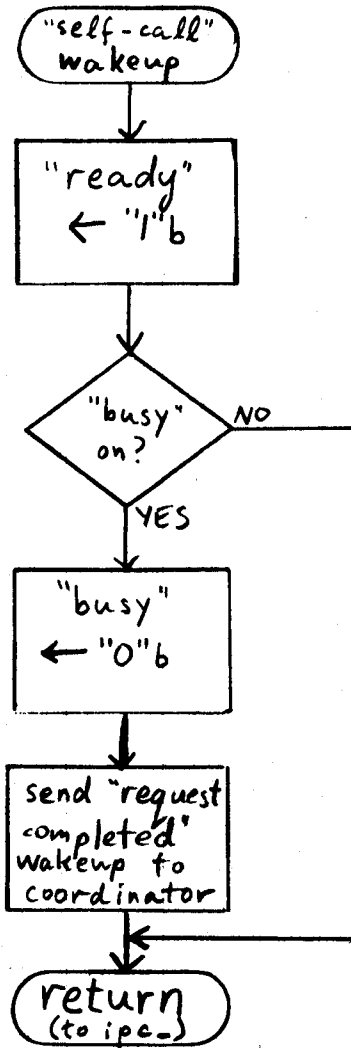 "self-call"
wakeup
"ready"
← "1"b
"busy"
on?
NO
YES
"busy"
← "0"b
send "request
completed"
wakeup to
coordinator
return
(to ipc_)